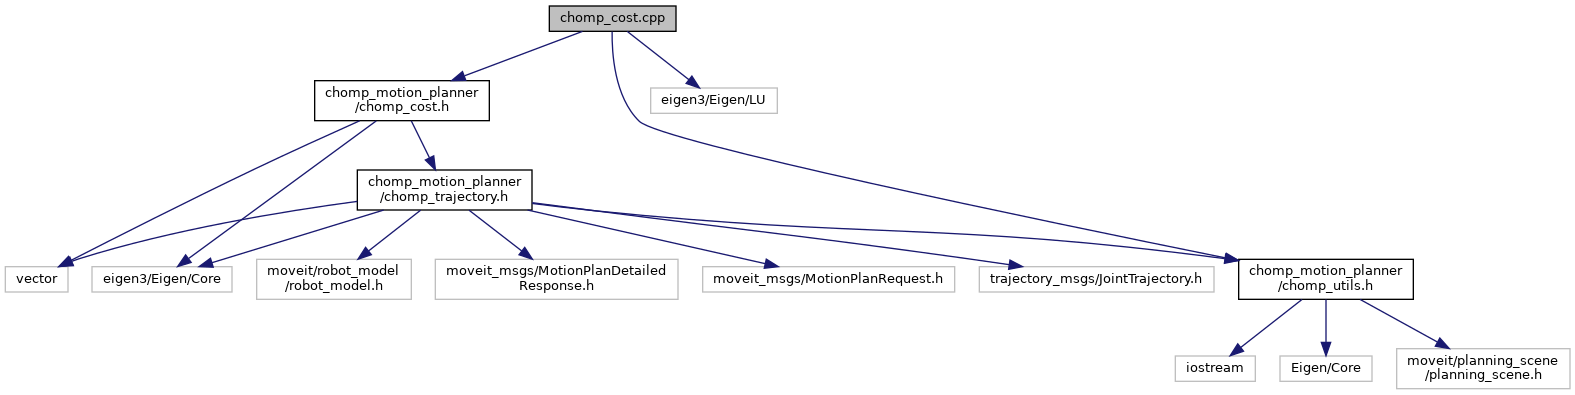 chomp_cost.cpp
chomp_motion_planner
/chomp_cost.h
eigen3/Eigen/LU
chomp_motion_planner
/chomp_trajectory.h
vector
eigen3/Eigen/Core
moveit/robot_model
/robot_model.h
moveit_msgs/MotionPlanDetailed
Response.h
moveit_msgs/MotionPlanRequest.h
trajectory_msgs/JointTrajectory.h
chomp_motion_planner
/chomp_utils.h
iostream
Eigen/Core
moveit/planning_scene
/planning_scene.h